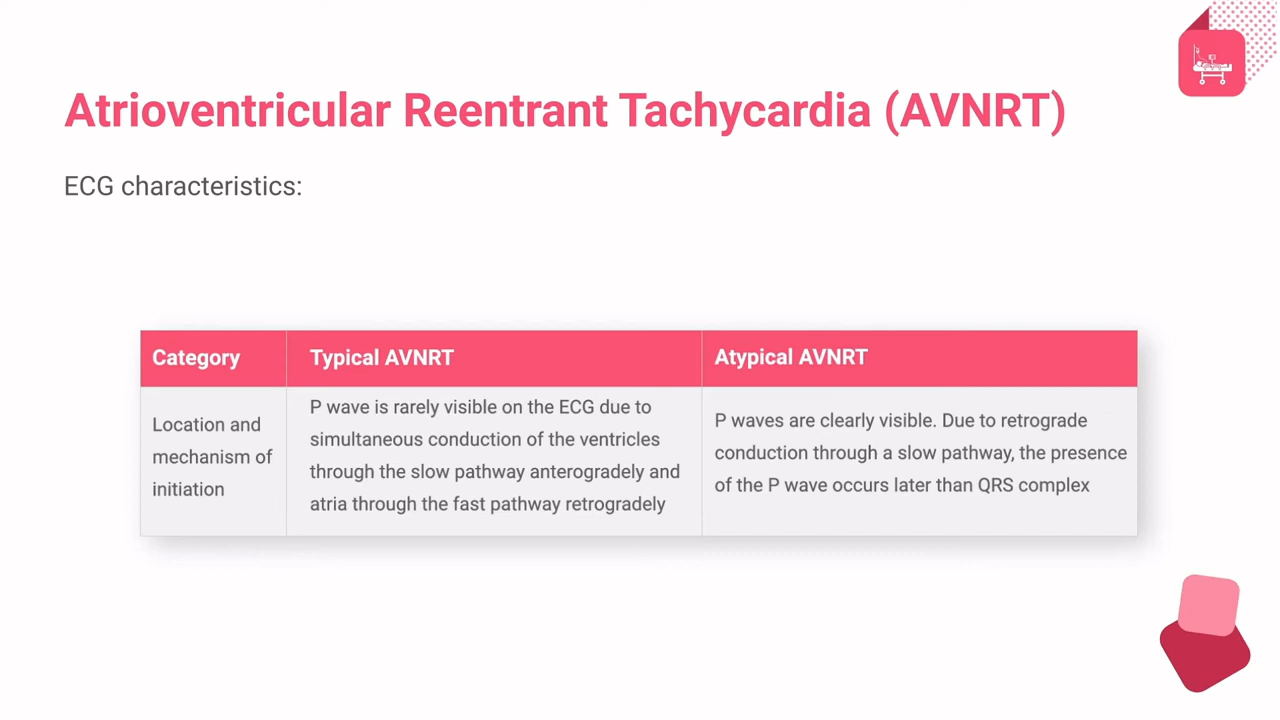 Atrioventricular Reentrant Tachycardia (AVNRT)
ECG characteristics:
Category
Typical AVNRT
Atypical AVNRT
Location and
mechanism of
initiation
P wave is rarely visible on the ECG due to
simultaneous conduction of the ventricles
through the slow pathway anterogradely and
atria through the fast pathway retrogradely
P waves are clearly visible. Due to retrograde
conduction through a slow pathway, the presence
of the P wave occurs later than QRS complex